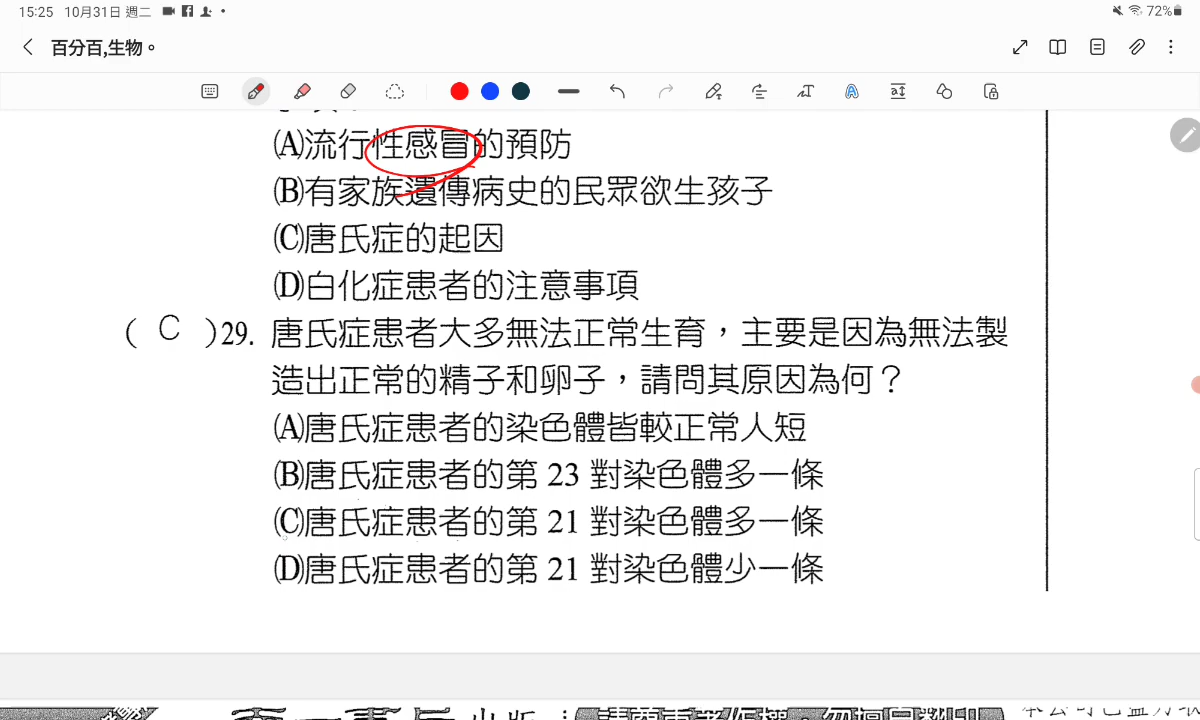 15:25 10月31日 週二
72%
百分百,生物。
(A)流行性感冒的預防
(B)有家族遺傳病史的民眾欲生孩子
(C)唐氏症的起因
(D)白化症患者的注意事項
( C )29. 唐氏症患者大多無法正常生育，主要是因為無法製
造出正常的精子和卵子，請問其原因為何？
(A)唐氏症患者的染色體皆較正常人短
(B)唐氏症患者的第 23 對染色體多一條
(C)唐氏症患者的第 21 對染色體多一條
(D)唐氏症患者的第 21 對染色體少一條